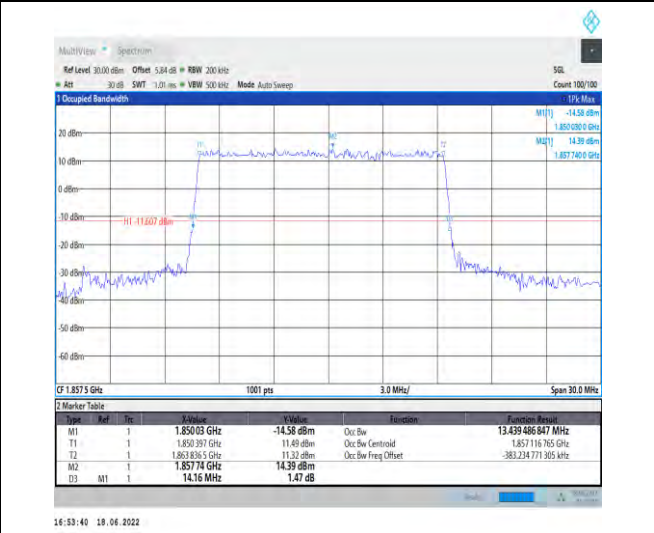 MultiView Spectrum
Ref Level 30.00 dBm Offset 5.84 dB RBW 200 kHz SGL
Att 30 dB SWT 1.01 ms VBW 500 kHz Mode Auto Sweep Count 100/100
1 Occupied Bandwidth 1Pk Max
M1[1] -14.58 dBm
1.850 030 0 GHz
M2[1] 14.39 dBm
1.857 740 0 GHz
20 dBm
T1 M2 T2
10 dBm
0 dBm
-10 dBm
H1 -11.607 dBm
-20 dBm
-30 dBm
-40 dBm
-50 dBm
-60 dBm
CF 1.857 5 GHz 1001 pts 3.0 MHz/ Span 30.0 MHz
2 Marker Table
Type Ref Trc X-Value Y-Value Function Function Result
M1 1 1.850 03 GHz -14.58 dBm Occ Bw 13.439 486 847 MHz
T1 1 1.850 397 GHz 11.49 dBm Occ Bw Centroid 1.857 116 765 GHz
T2 1 1.863 836 5 GHz 11.32 dBm Occ Bw Freq Offset -383.234 771 305 kHz
M2 1 1.857 74 GHz 14.39 dBm
D3 M1 1 14.16 MHz 1.47 dB
16:53:40 18.06.2022